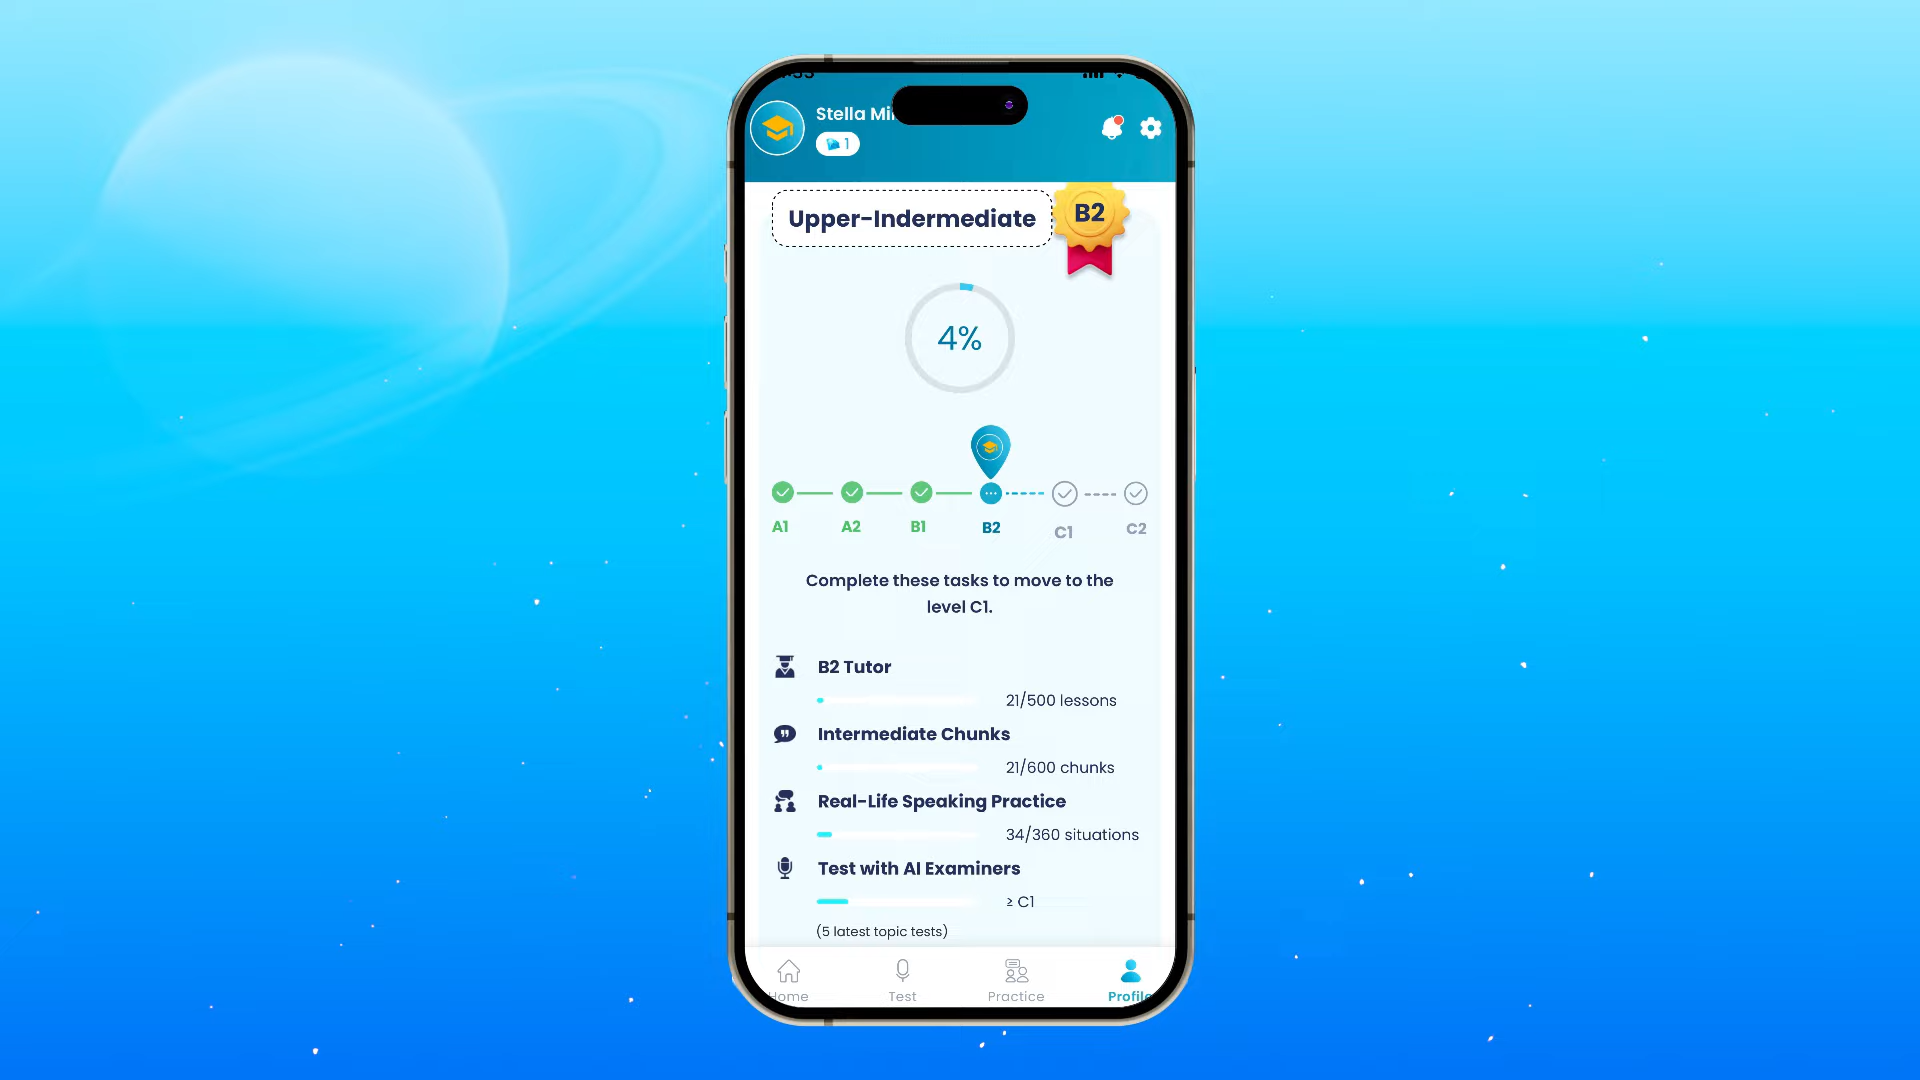 Stella
1
Upper-Indermediate
B2
4%
A1
A2
B1
B2
C1
C2
Complete these tasks to move to the
level C1.
B2 Tutor
21/500 lessons
Intermediate Chunks
21/600 chunks
Real-Life Speaking Practice
34/360 situations
Test with AI Examiners
≥ C1
(5 latest topic tests)
Home
Test
Practice
Profile